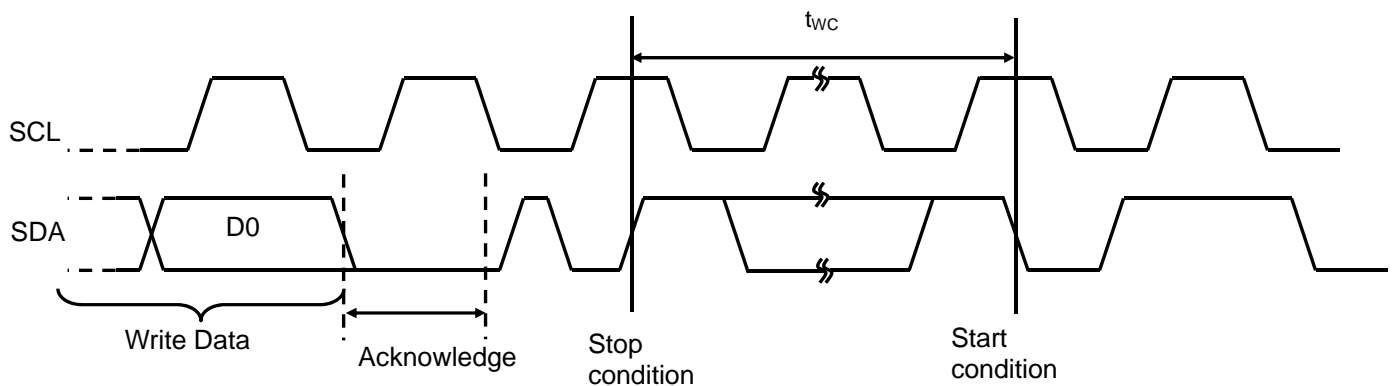 tWC
SCL
SDA
D0
Write Data
Acknowledge
Stop
condition
Start
condition